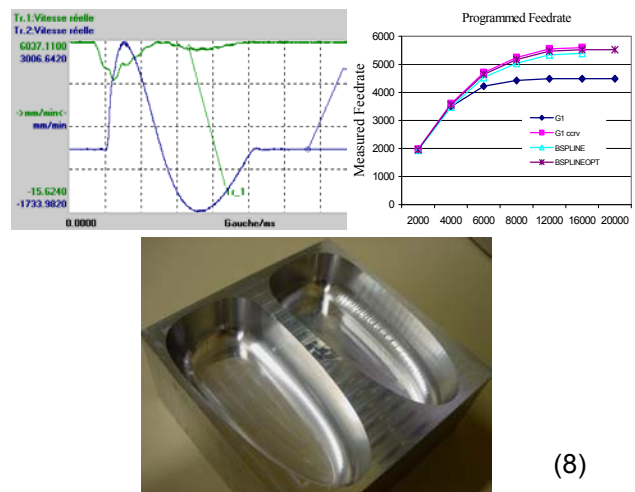 Tr.1:Vitesse réelle
Tr.2:Vitesse réelle
6037.1100
3006.6420
->mm/min<-
mm/min
-15.6240
-1733.9820
Tr_1
0.0000
Gauche/ms
Programmed Feedrate
Measured Feedrate
6000
5000
4000
3000
2000
1000
0
G1
G1 ccrv
BSPLINE
BSPLINEOPT
2000 4000 6000 8000 12000 16000 20000
(8)